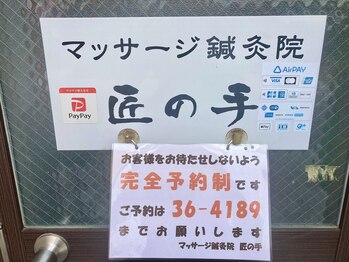 マッサージ鍼灸院
匠の手
PayPay
AirPAY
VISA
お客様をお待たせしないよう
完全予約制です
ご予約は 36-4189
までお願いします
マッサージ鍼灸院 匠の手